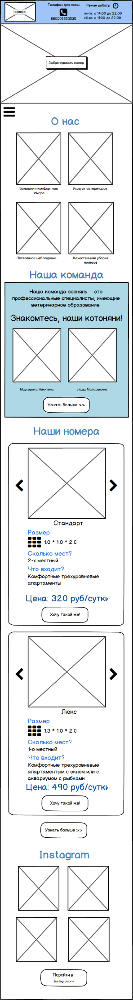 кококо
Телефон для связи
880005553535
Режим работы
пн-пт: с 14:00 до 22:00
сб-вс: с 11:00 до 22:00
Забронировать номер
О нас
Большие и комфортные
номера
Уход от ветеринаров
Постоянное наблюдение
Качественная уборка
номеров
Наша команда
Наша команда зоонянь – это
профессиональные специалисты, имеющие
ветеринарное образование.
Знакомтесь, наши котоняни!
Маргарита Никитина
Лада Матарыкина
Узнать больше >>
Наши номера
Стандарт
Размер
1.0 * 1.0 * 2.0
Сколько мест?
2-х местный
Что входит?
Комфортные трехуровневые
апартаменты
Цена: 320 руб/сутки
Хочу такой же!
Люкс
Размер
1.3 * 1.0 * 2.0
Сколько мест?
1-о местный
Что входит?
Комфортные трехуровневые
апартаментым с окном или с
аквариумом с рыбками
Цена: 490 руб/сутки
Хочу такой же!
Узнать больше >>
Instagram
Перейти в
Instagram>>